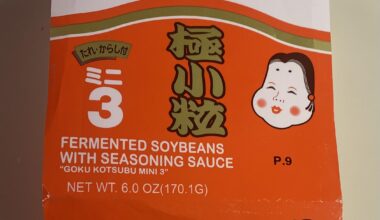 たれ・からし付
ミニ
3
極小粒
FERMENTED SOYBEANS
WITH SEASONING SAUCE
"GOKU KOTSUBU MINI 3"
P.9
NET WT. 6.0 OZ(170.1G)